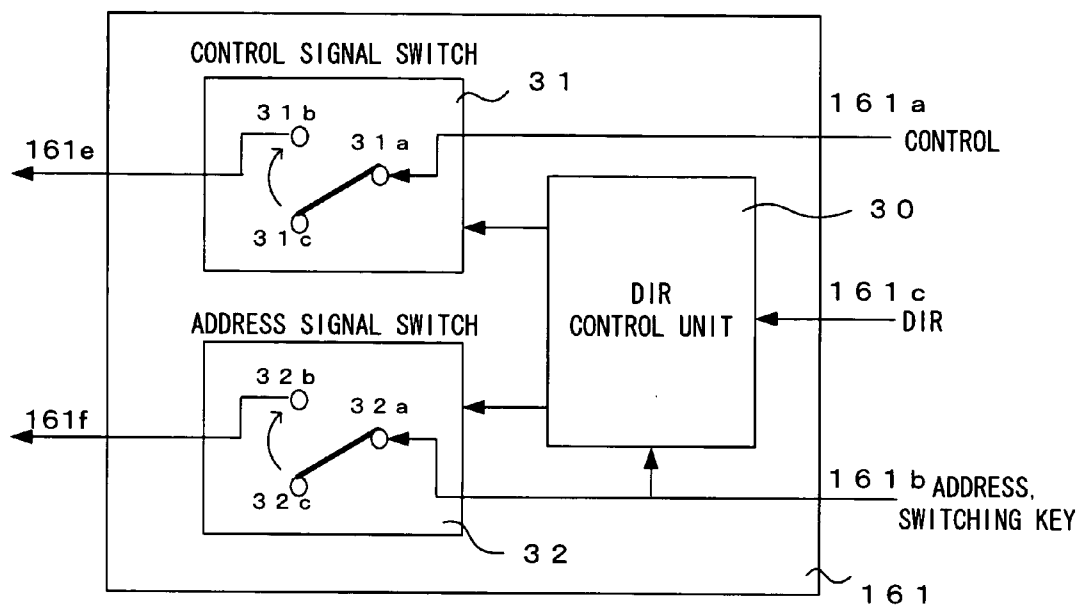 CONTROL SIGNAL SWITCH
31
31b
31a
31c
161a
CONTROL
161e
30
DIR
CONTROL UNIT
161c
DIR
ADDRESS SIGNAL SWITCH
32b
32a
32c
161f
161b ADDRESS,
SWITCHING KEY
32
161